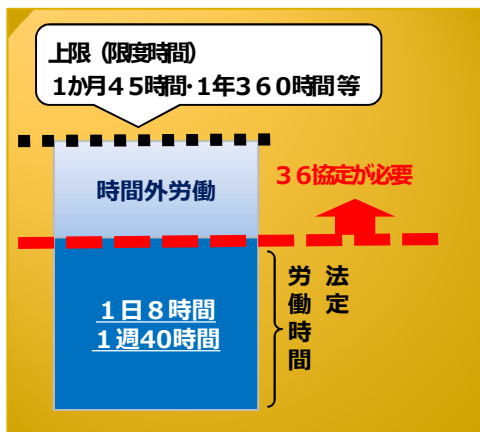 上限（限度時間）
１か月４５時間・１年３６０時間等
時間外労働
３６協定が必要
１日８時間
１週40時間
法定
労働時間